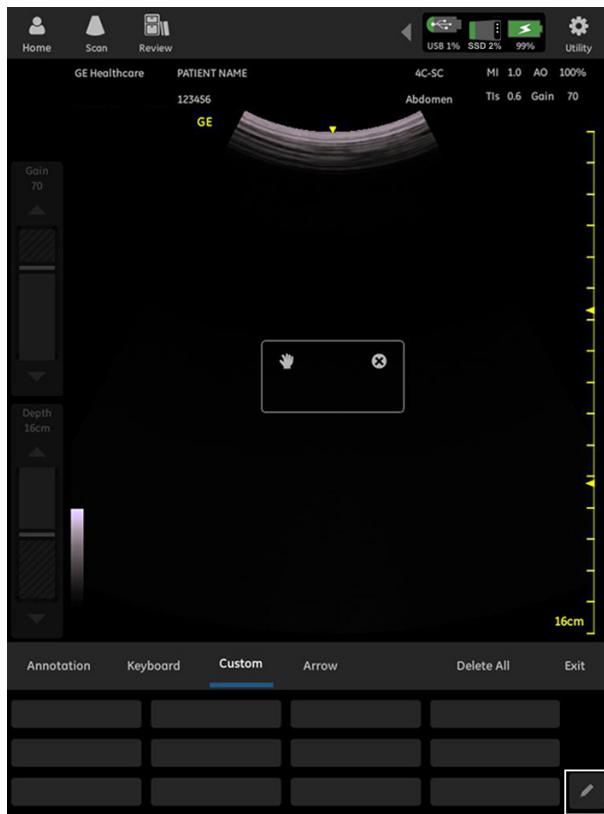 Home Scan Review USB 1% SSD 2% 99% Utility
GE Healthcare PATIENT NAME 4C-SC MI 1.0 AO 100%
123456 Abdomen TIs 0.6 Gain 70
GE
Gain
70
Depth
16cm
16cm
Annotation Keyboard Custom Arrow Delete All Exit